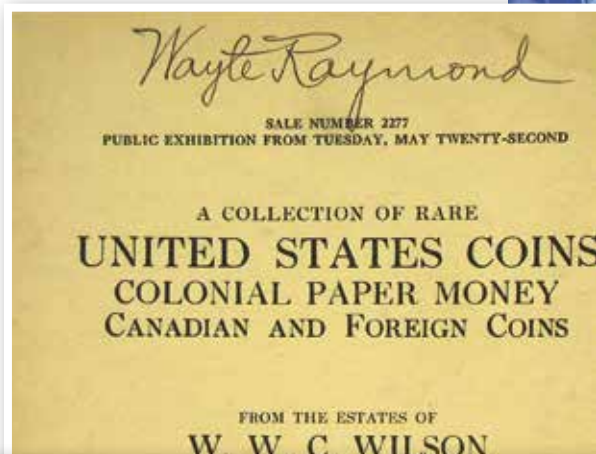 Wayte Raymond
SALE NUMBER 2277
PUBLIC EXHIBITION FROM TUESDAY, MAY TWENTY-SECOND
A COLLECTION OF RARE
UNITED STATES COINS
COLONIAL PAPER MONEY
CANADIAN AND FOREIGN COINS
FROM THE ESTATES OF
W. W. C. WILSON